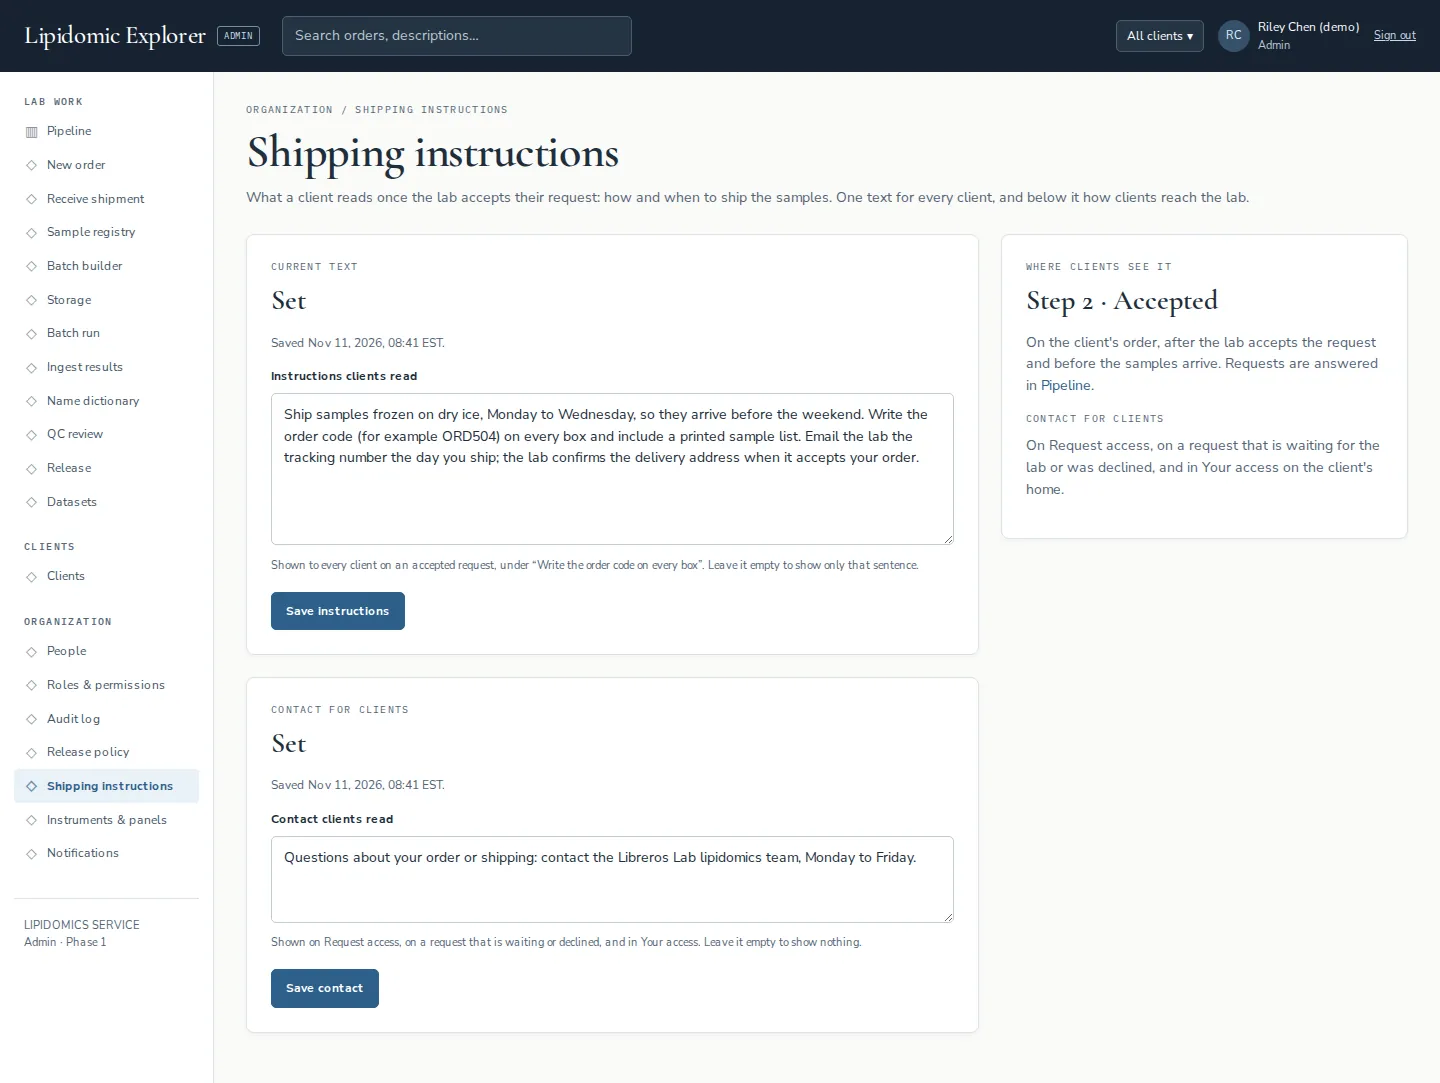 Lipidomic Explorer
ADMIN
Search orders, descriptions...
All clients ▾
RC
Riley Chen (demo)
Admin
Sign out
LAB WORK
Pipeline
New order
Receive shipment
Sample registry
Batch builder
Storage
Batch run
Ingest results
Name dictionary
QC review
Release
Datasets
CLIENTS
Clients
ORGANIZATION
People
Roles & permissions
Audit log
Release policy
Shipping instructions
Instruments & panels
Notifications
LIPIDOMICS SERVICE
Admin · Phase 1
ORGANIZATION / SHIPPING INSTRUCTIONS
Shipping instructions
What a client reads once the lab accepts their request: how and when to ship the samples. One text for every client, and below it how clients reach the lab.
CURRENT TEXT
Set
Saved Nov 11, 2026, 08:41 EST.
Instructions clients read
Ship samples frozen on dry ice, Monday to Wednesday, so they arrive before the weekend. Write the
order code (for example ORD504) on every box and include a printed sample list. Email the lab the
tracking number the day you ship; the lab confirms the delivery address when it accepts your order.
Shown to every client on an accepted request, under “Write the order code on every box”. Leave it empty to show only that sentence.
Save instructions
CONTACT FOR CLIENTS
Set
Saved Nov 11, 2026, 08:41 EST.
Contact clients read
Questions about your order or shipping: contact the Libreros Lab lipidomics team, Monday to Friday.
Shown on Request access, on a request that is waiting or declined, and in Your access. Leave it empty to show nothing.
Save contact
WHERE CLIENTS SEE IT
Step 2 · Accepted
On the client's order, after the lab accepts the request
and before the samples arrive. Requests are answered
in Pipeline.
CONTACT FOR CLIENTS
On Request access, on a request that is waiting for the
lab or was declined, and in Your access on the client's
home.